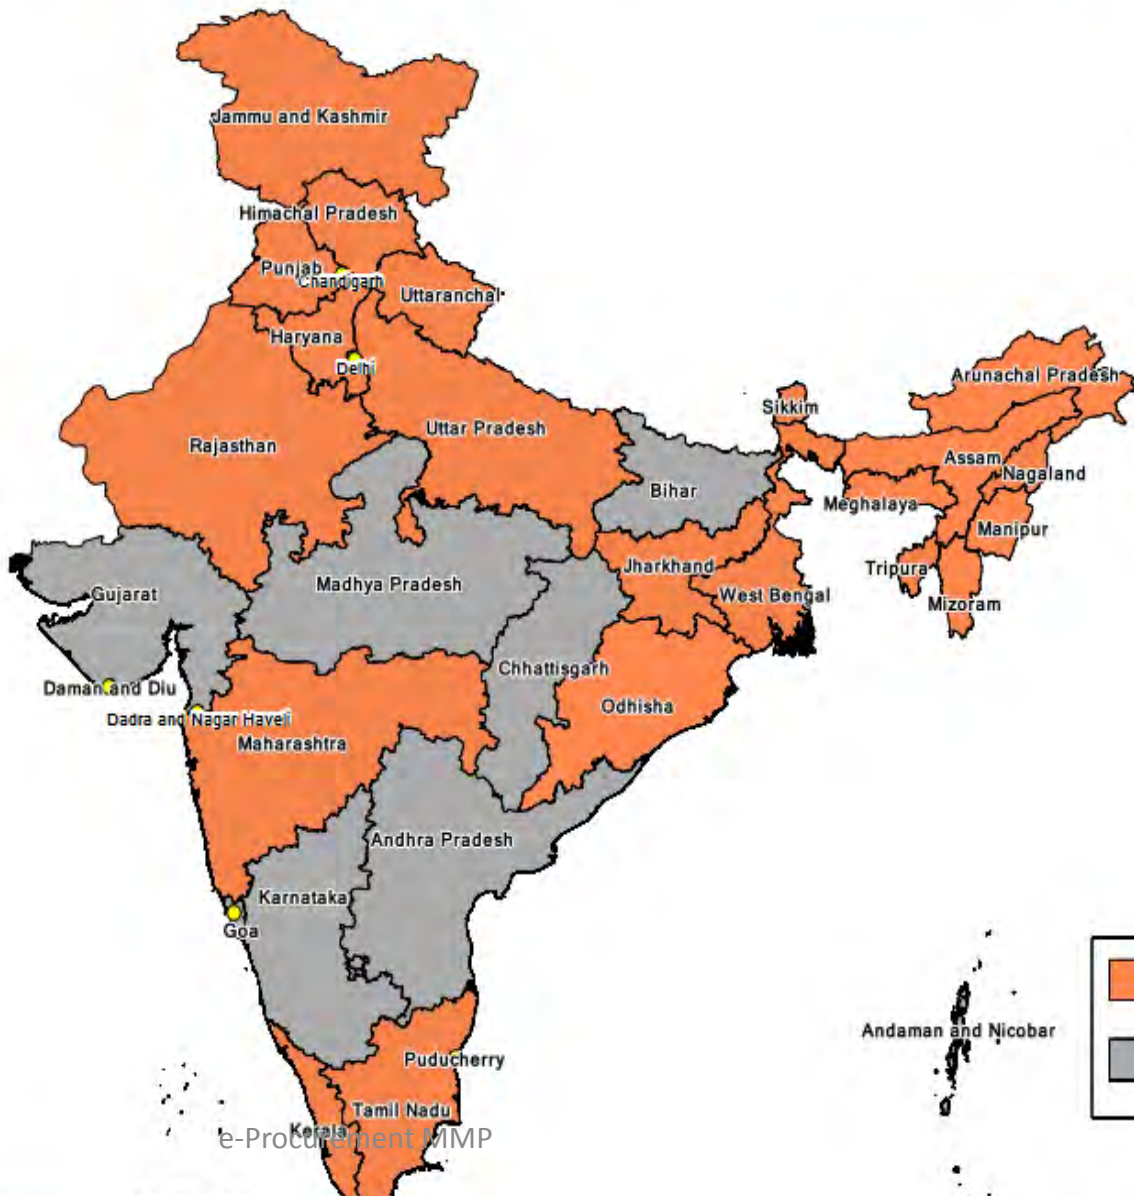 Jammu and Kashmir
Himachal Pradesh
Punjab
Chandigarh
Uttaranchal
Haryana
Delhi
Arunachal Pradesh
Sikkim
Uttar Pradesh
Rajasthan
Assam
Nagaland
Bihar
Meghalaya
Manipur
Jharkhand
Tripura
Madhya Pradesh
Gujarat
West Bengal
Mizoram
Chhattisgarh
Daman and Diu
Odhisha
Dadra and Nagar Haveli
Maharashtra
Andhra Pradesh
Karnataka
Goa
Andaman and Nicobar
Puducherry
Tamil Nadu
Kerala
e-Procurement MMP